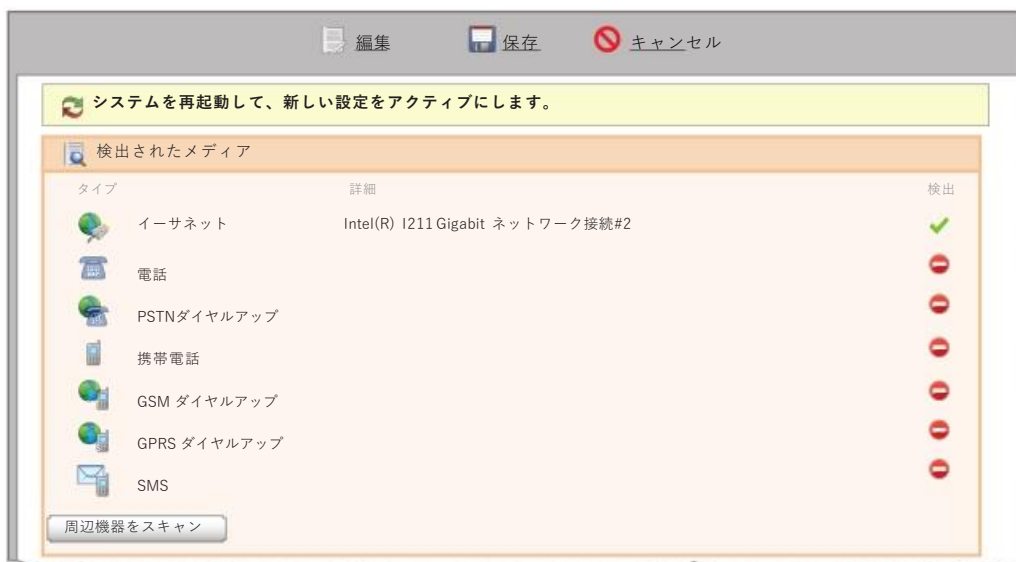 編集 保存 キャンセル
システムを再起動して、新しい設定をアクティブにします。
検出されたメディア
タイプ 詳細 検出
イーサネット Intel(R) I211 Gigabit ネットワーク接続#2
電話
PSTNダイヤルアップ
携帯電話
GSM ダイヤルアップ
GPRS ダイヤルアップ
SMS
周辺機器をスキャン